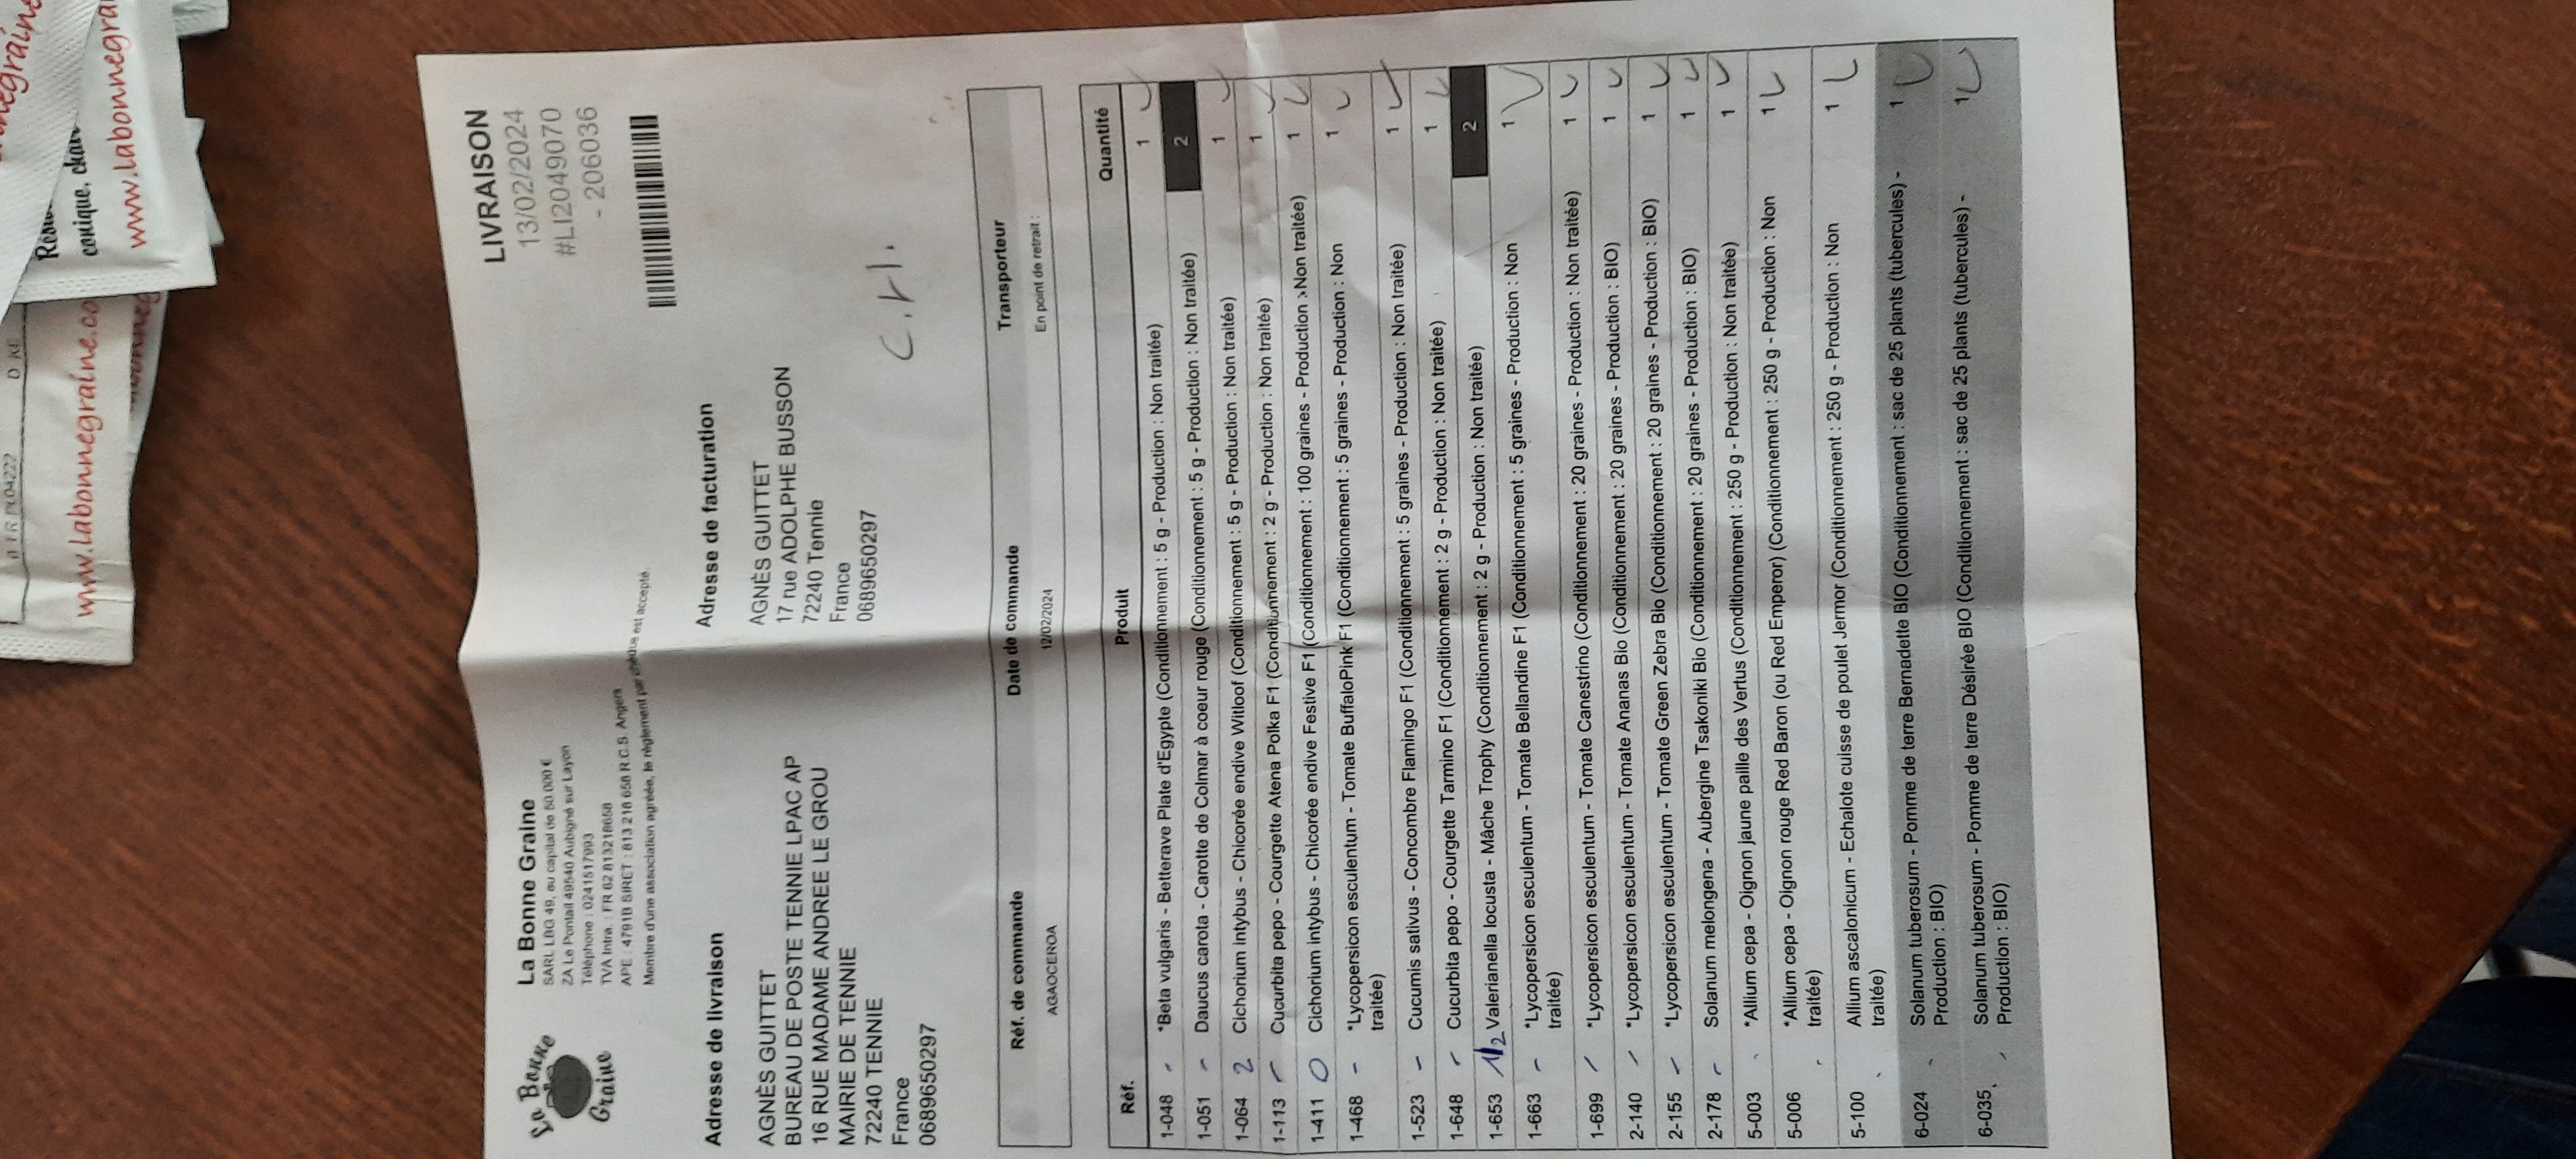 www.labonnegraine.co
conique,
www.labonnegra
La Bonne
Graine
La Bonne Graine
SARL LBG 49, au capital de 50.000 €
ZA Le Pontail 49540 Aubigné sur Layon
Téléphone : 0241517993
TVA Intra. : FR 62 813218658
APE : 4791B SIRET : 813 218 658 R.C.S. Angers
Membre d'une association agréée, le règlement par chèque est accepté.
LIVRAISON
13/02/2024
#LI2049070
- 206036
Adresse de livraison
AGNÈS GUITTET
BUREAU DE POSTE TENNIE LPAC AP
16 RUE MADAME ANDREE LE GROU
MAIRIE DE TENNIE
72240 TENNIE
France
0689650297
Adresse de facturation
AGNÈS GUITTET
17 rue ADOLPHE BUSSON
72240 Tennie
France
0689650297
C.H.
Réf. de commande Date de commande Transporteur
AGAOCEROA 12/02/2024 En point de retrait :
Réf. Produit Quantité
1-048 - *Beta vulgaris - Betterave Plate d'Egypte (Conditionnement : 5 g - Production : Non traitée) 1
1-051 - Daucus carota - Carotte de Colmar à coeur rouge (Conditionnement : 5 g - Production : Non traitée) 2
1-064 2 Cichorium intybus - Chicorée endive Witloof (Conditionnement : 5 g - Production : Non traitée) 1
1-113 - Cucurbita pepo - Courgette Atena Polka F1 (Conditionnement : 2 g - Production : Non traitée) 1
1-411 0 Cichorium intybus - Chicorée endive Festive F1 (Conditionnement : 100 graines - Production : Non traitée) 1
1-468 - *Lycopersicon esculentum - Tomate BuffaloPink F1 (Conditionnement : 5 graines - Production : Non 1
traitée)
1-523 - Cucumis sativus - Concombre Flamingo F1 (Conditionnement : 5 graines - Production : Non traitée) 1
1-648 - Cucurbita pepo - Courgette Tarmino F1 (Conditionnement : 2 g - Production : Non traitée) 1
1-653 1/2 Valerianella locusta - Mâche Trophy (Conditionnement : 2 g - Production : Non traitée) 2
1-663 - *Lycopersicon esculentum - Tomate Bellandine F1 (Conditionnement : 5 graines - Production : Non 1
traitée)
1-699 - *Lycopersicon esculentum - Tomate Canestrino (Conditionnement : 20 graines - Production : Non traitée) 1
2-140 - *Lycopersicon esculentum - Tomate Ananas Bio (Conditionnement : 20 graines - Production : BIO) 1
2-155 - *Lycopersicon esculentum - Tomate Green Zebra Bio (Conditionnement : 20 graines - Production : BIO) 1
2-178 - Solanum melongena - Aubergine Tsakoniki Bio (Conditionnement : 20 graines - Production : BIO) 1
5-003 *Allium cepa - Oignon jaune paille des Vertus (Conditionnement : 250 g - Production : Non traitée) 1
5-006 *Allium cepa - Oignon rouge Red Baron (ou Red Emperor) (Conditionnement : 250 g - Production : Non 1
traitée)
5-100 Allium ascalonicum - Echalote cuisse de poulet Jermor (Conditionnement : 250 g - Production : Non 1
traitée)
6-024 Solanum tuberosum - Pomme de terre Bernadette BIO (Conditionnement : sac de 25 plants (tubercules) - 1
Production : BIO)
6-035 Solanum tuberosum - Pomme de terre Désirée BIO (Conditionnement : sac de 25 plants (tubercules) - 1
Production : BIO)